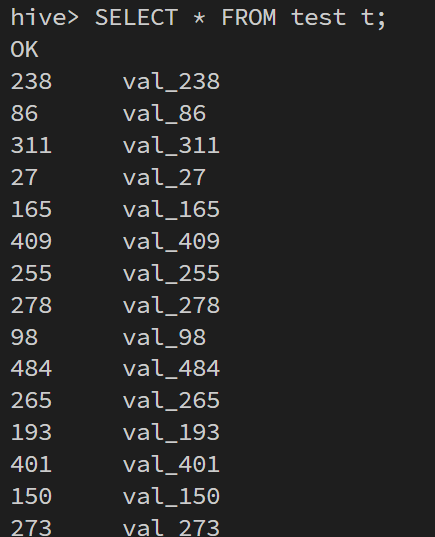 hive> SELECT * FROM test t;
OK
238 val_238
86 val_86
311 val_311
27 val_27
165 val_165
409 val_409
255 val_255
278 val_278
98 val_98
484 val_484
265 val_265
193 val_193
401 val_401
150 val_150
273 val_273